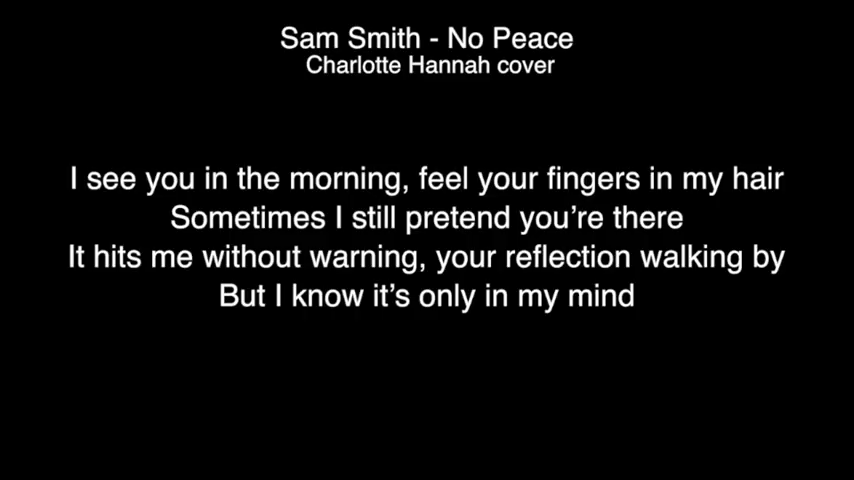 Sam Smith - No Peace
Charlotte Hannah cover
I see you in the morning, feel your fingers in my hair
Sometimes I still pretend you’re there
It hits me without warning, your reflection walking by
But I know it’s only in my mind